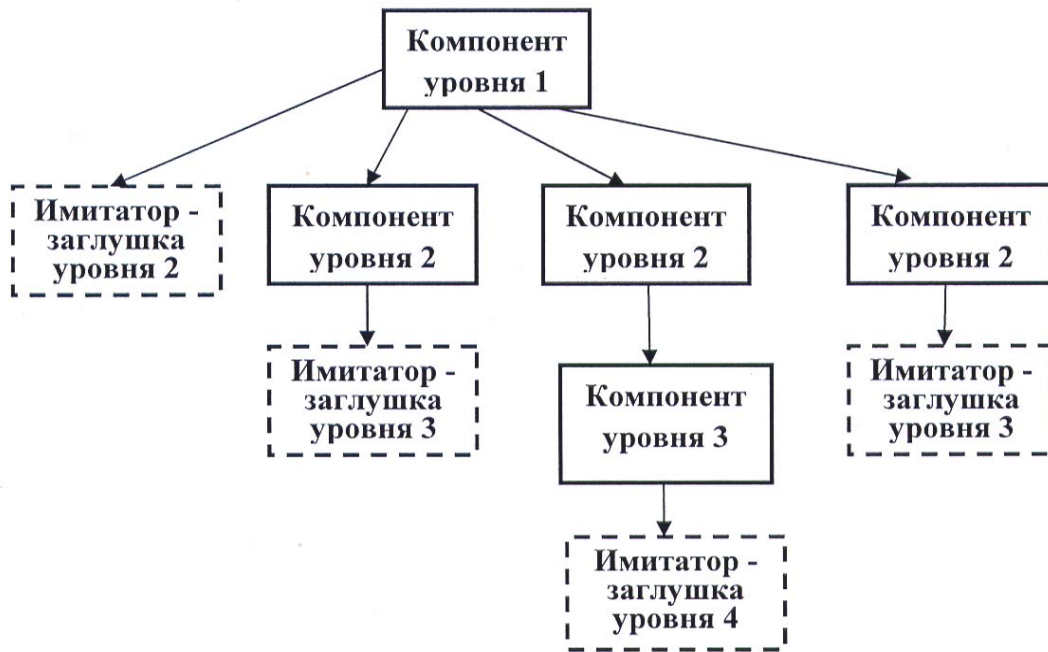 Компонент
уровня 1
Имитатор -
заглушка
уровня 2
Компонент
уровня 2
Компонент
уровня 2
Компонент
уровня 2
Имитатор -
заглушка
уровня 3
Компонент
уровня 3
Имитатор -
заглушка
уровня 3
Имитатор -
заглушка
уровня 4